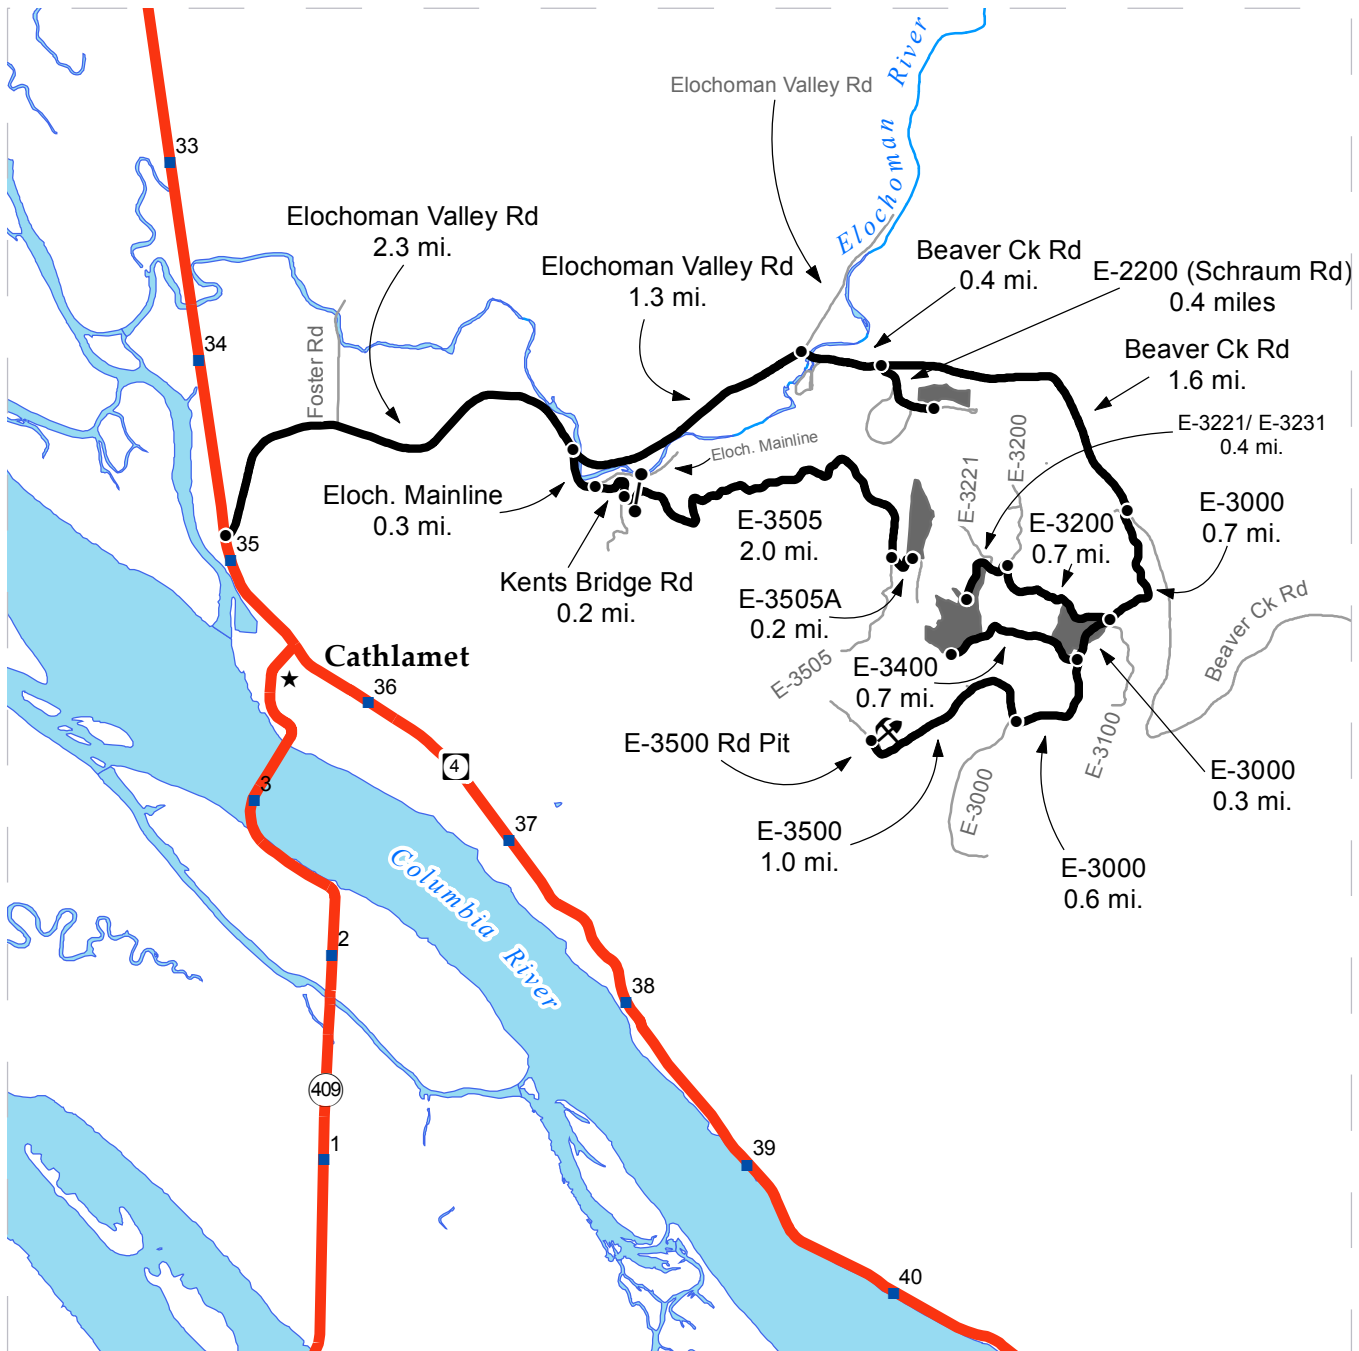 Elochoman Valley Rd
Elochoman River
33
Elochoman Valley Rd
2.3 mi.
Elochoman Valley Rd
1.3 mi.
Beaver Ck Rd
0.4 mi.
E-2200 (Schraum Rd)
0.4 miles
34
Foster Rd
Beaver Ck Rd
1.6 mi.
E-3221/ E-3231
0.4 mi.
Eloch. Mainline
E-3221
E-3200
Eloch. Mainline
0.3 mi.
E-3505
2.0 mi.
E-3200
0.7 mi.
E-3000
0.7 mi.
35
Kents Bridge Rd
0.2 mi.
E-3505A
0.2 mi.
Beaver Ck Rd
Cathlamet
E-3505
E-3400
0.7 mi.
36
E-3500 Rd Pit
E-3100
4
E-3000
0.3 mi.
3
E-3000
37
E-3500
1.0 mi.
E-3000
0.6 mi.
Columbia River
2
38
409
1
39
40